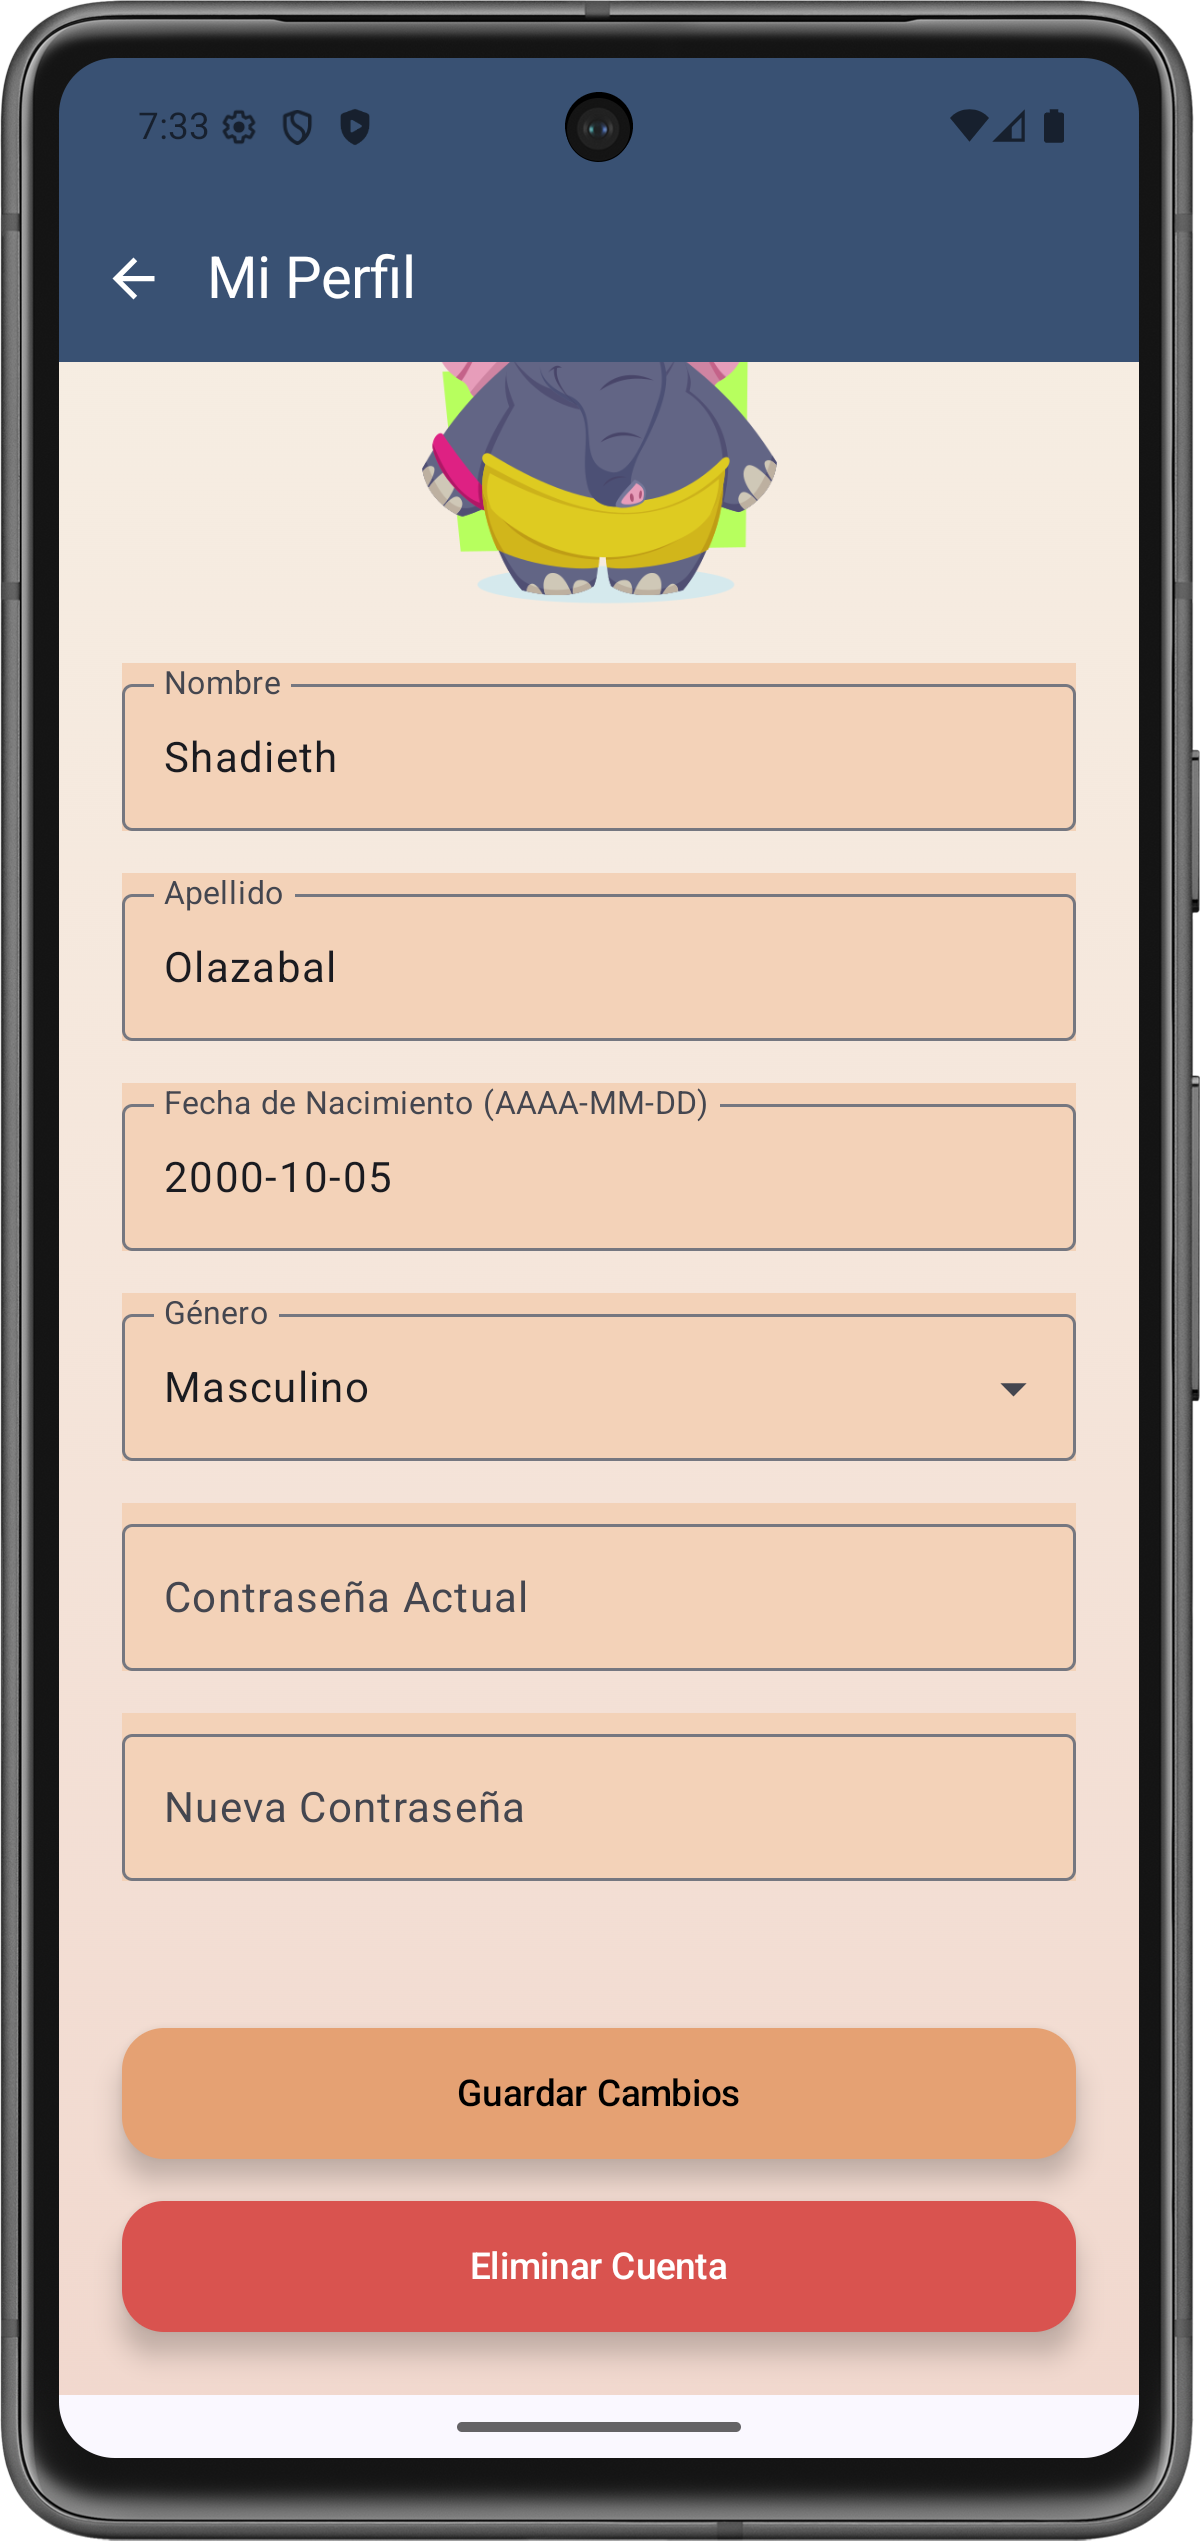 7:33
Mi Perfil
Nombre
Shadieth
Apellido
Olazabal
Fecha de Nacimiento (AAAA-MM-DD)
2000-10-05
Género
Masculino
Contraseña Actual
Nueva Contraseña
Guardar Cambios
Eliminar Cuenta